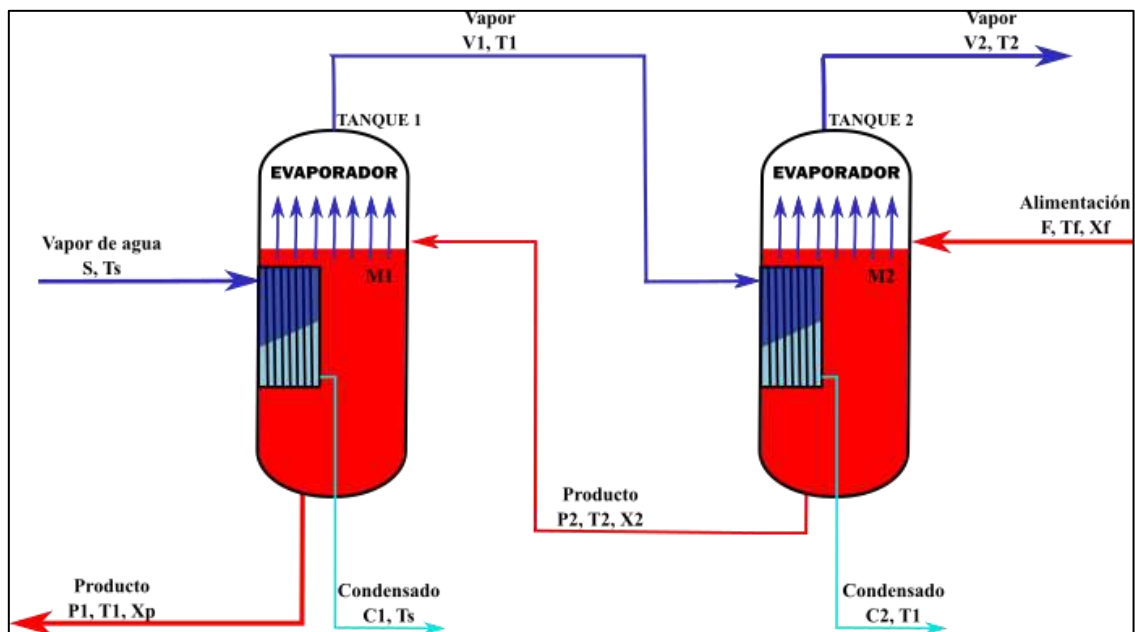 Vapor
V1, T1
Vapor
V2, T2
TANQUE 1
TANQUE 2
EVAPORADOR
EVAPORADOR
Alimentación
F, Tf, Xf
Vapor de agua
S, Ts
M1
M2
Producto
P2, T2, X2
Producto
P1, T1, Xp
Condensado
C1, Ts
Condensado
C2, T1